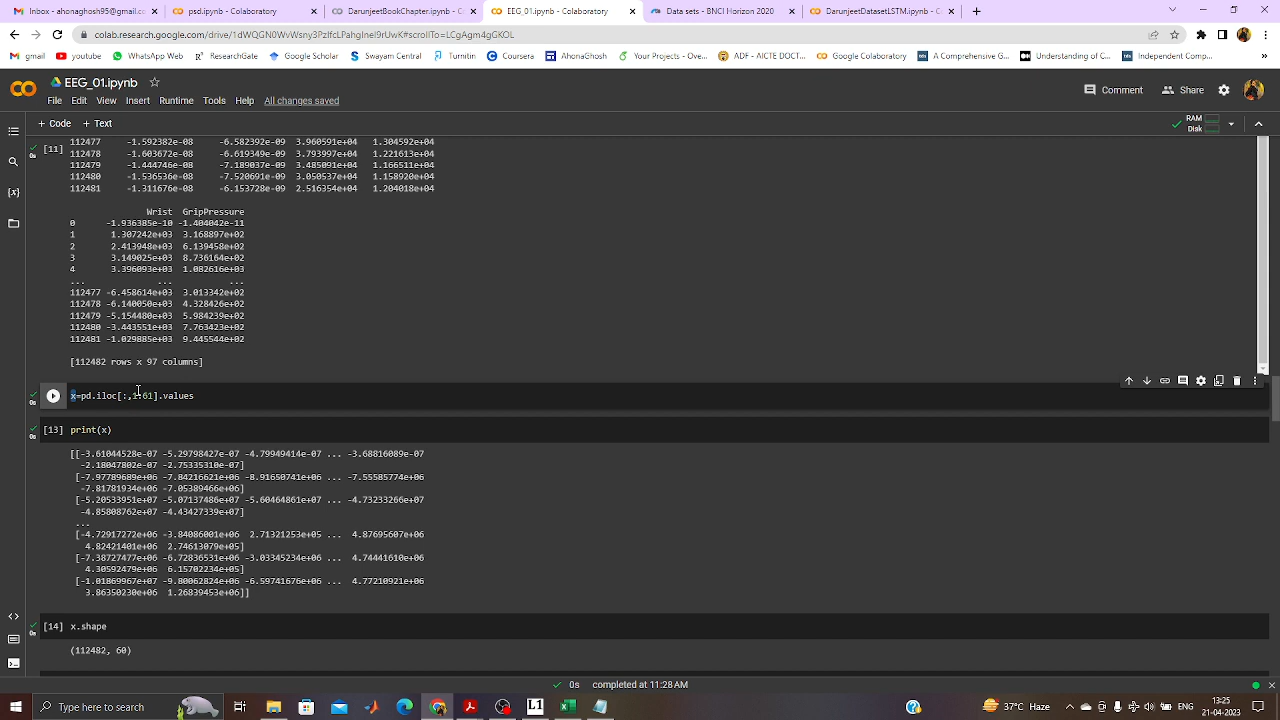 Inbox - ahonaghosh95@gmail.com
psd.ipynb - Colaboratory
DarunjeetBookChapter.ipynb - C
EEG_01.ipynb - Colaboratory
Data sets - BNCI Horizon 2020
DarunjeetDatasetLSTM.ipynb - C
gmail
YouTube
Maps
WhatsApp
ResearchGate
Google Scholar
Swayam Central
Turnitin
Coursera
AhonaGhosh
Your Projects - Ove...
ADF - AICTE DOCT...
Google Colaboratory
A Comprehensive G...
Understanding of C...
Independent Comp...
EEG_01.ipynb
File Edit View Insert Runtime Tools Help All changes saved
Comment
Share
+ Code + Text
RAM
Disk
[11]
112477 -1.592382e-08 -6.582392e-09 3.960591e+04 1.304592e+04
112478 -1.603672e-08 -6.619349e-09 3.793997e+04 1.221613e+04
112479 -1.444746e-08 -7.189037e-09 3.485091e+04 1.166511e+04
112480 -1.536536e-08 -7.520691e-09 3.050537e+04 1.158920e+04
112481 -1.311676e-08 -6.153728e-09 2.516354e+04 1.204018e+04
Wrist GripPressure
0 -1.936385e-10 -1.404042e-11
1 1.307242e+03 3.168897e+02
2 2.413948e+03 6.139458e+02
3 3.149025e+03 8.736164e+02
4 3.396093e+03 1.082616e+03
... ... ...
112477 -6.458614e+03 3.013342e+02
112478 -6.140050e+03 4.328426e+02
112479 -5.154480e+03 5.984239e+02
112480 -3.443551e+03 7.763423e+02
112481 -1.029885e+03 9.445544e+02
[112482 rows x 97 columns]
x=pd.iloc[:,1:61].values
[13] print(x)
[[-3.61044528e-07 -5.29798427e-07 -4.79949414e-07 ... -3.68816089e-07
-2.18047802e-07 -2.75335310e-07]
[-7.97789689e+06 -7.84216621e+06 -8.91650741e+06 ... -7.55585774e+06
-7.81781934e+06 -7.05389466e+06]
[-5.20533951e+07 -5.07137486e+07 -5.60464861e+07 ... -4.73233266e+07
-4.85808762e+07 -4.43427339e+07]
...
[-4.72917272e+06 -3.84086001e+06 2.71321253e+05 ... 4.87695607e+06
4.82421401e+06 2.74613079e+05]
[-7.38727477e+06 -6.72836531e+06 -3.03345234e+06 ... 4.74441610e+06
4.30592479e+06 6.15702234e+05]
[-1.01869967e+07 -9.80062824e+06 -6.59741676e+06 ... 4.77210921e+06
3.86350230e+06 1.26839453e+06]]
[14] x.shape
(112482, 60)
0s completed at 11:28 AM
Type here to search
37°C Haze
ENG
13:25
21-04-2023